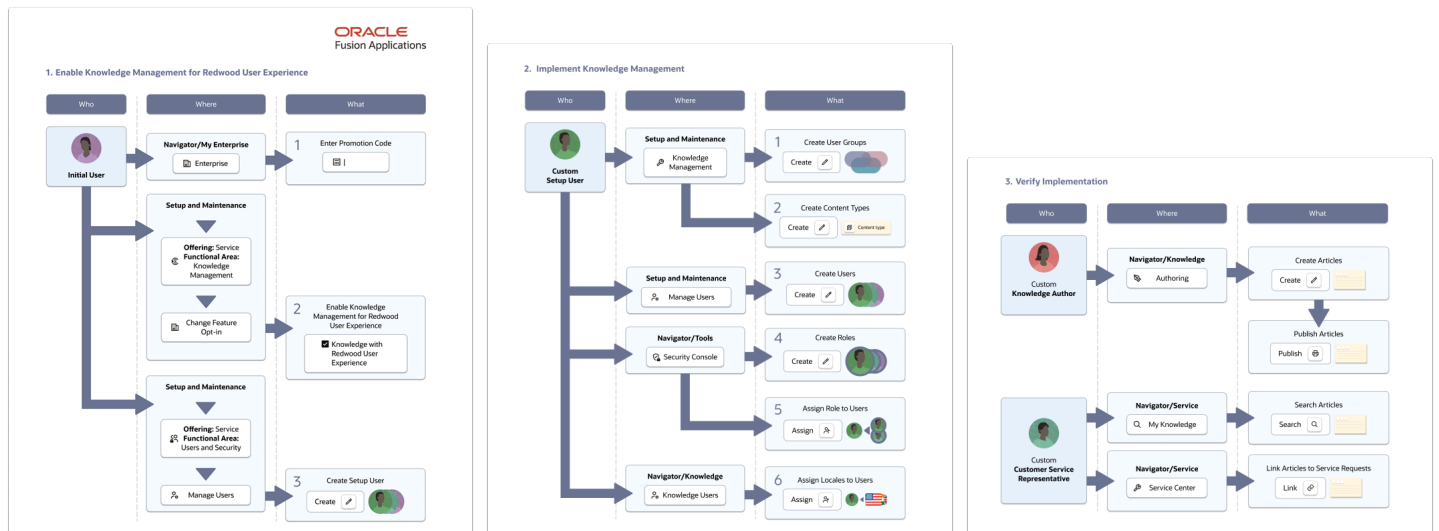 ORACLE
Fusion Applications
1. Enable Knowledge Management for Redwood User Experience
Who
Where
What
Initial User
Navigator/My Enterprise
Enterprise
1
Enter Promotion Code
Setup and Maintenance
Offering: Service
Functional Area:
Knowledge
Management
Change Feature
Opt-in
2
Enable Knowledge
Management for Redwood
User Experience
Knowledge with
Redwood User
Experience
Setup and Maintenance
Offering: Service
Functional Area:
Users and Security
Manage Users
3
Create Setup User
Create
2. Implement Knowledge Management
Who
Where
What
Custom
Setup User
Setup and Maintenance
Knowledge
Management
1
Create User Groups
Create
2
Create Content Types
Create
Content type
Setup and Maintenance
Manage Users
3
Create Users
Create
Navigator/Tools
Security Console
4
Create Roles
Create
5
Assign Role to Users
Assign
Navigator/Knowledge
Knowledge Users
6
Assign Locales to Users
Assign
3. Verify Implementation
Who
Where
What
Custom
Knowledge Author
Navigator/Knowledge
Authoring
Create Articles
Create
Publish Articles
Publish
Custom
Customer Service
Representative
Navigator/Service
My Knowledge
Search Articles
Search
Navigator/Service
Service Center
Link Articles to Service Requests
Link